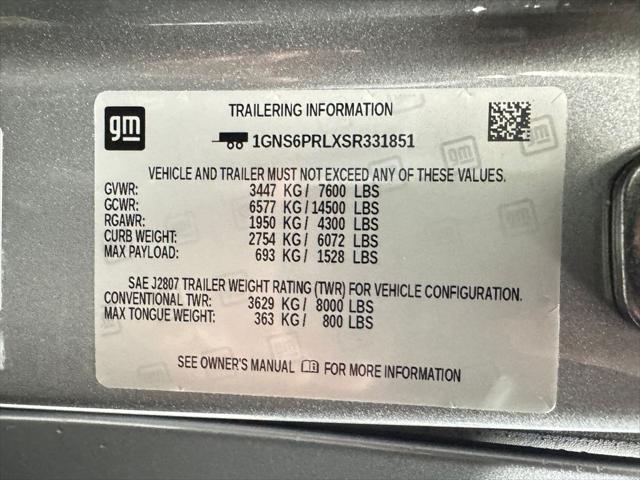 gm
TRAILERING INFORMATION
1GNS6PRLXSR331851
VEHICLE AND TRAILER MUST NOT EXCEED ANY OF THESE VALUES.
GVWR: 3447 KG/ 7600 LBS
GCWR: 6577 KG/14500 LBS
RGAWR: 1950 KG/ 4300 LBS
CURB WEIGHT: 2754 KG/ 6072 LBS
MAX PAYLOAD: 693 KG/ 1528 LBS
SAE J2807 TRAILER WEIGHT RATING (TWR) FOR VEHICLE CONFIGURATION.
CONVENTIONAL TWR: 3629 KG/ 8000 LBS
MAX TONGUE WEIGHT: 363 KG/ 800 LBS
SEE OWNER'S MANUAL FOR MORE INFORMATION